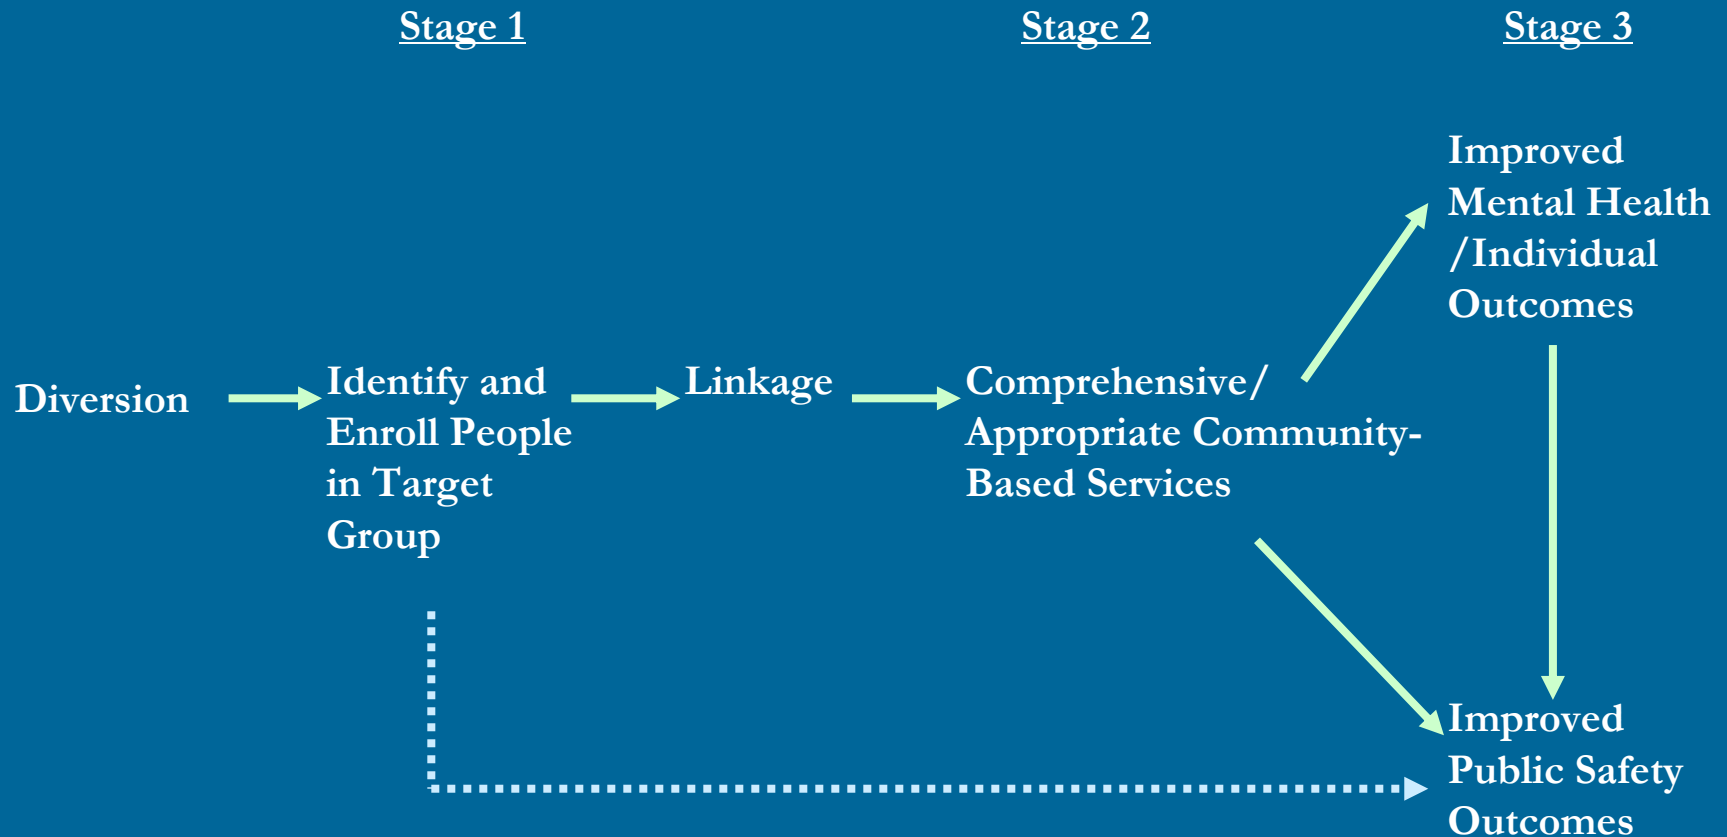 Stage 1
Stage 2
Stage 3
Diversion
Identify and
Enroll People
in Target
Group
Linkage
Comprehensive/
Appropriate Community-
Based Services
Improved
Mental Health
/Individual
Outcomes
Improved
Public Safety
Outcomes